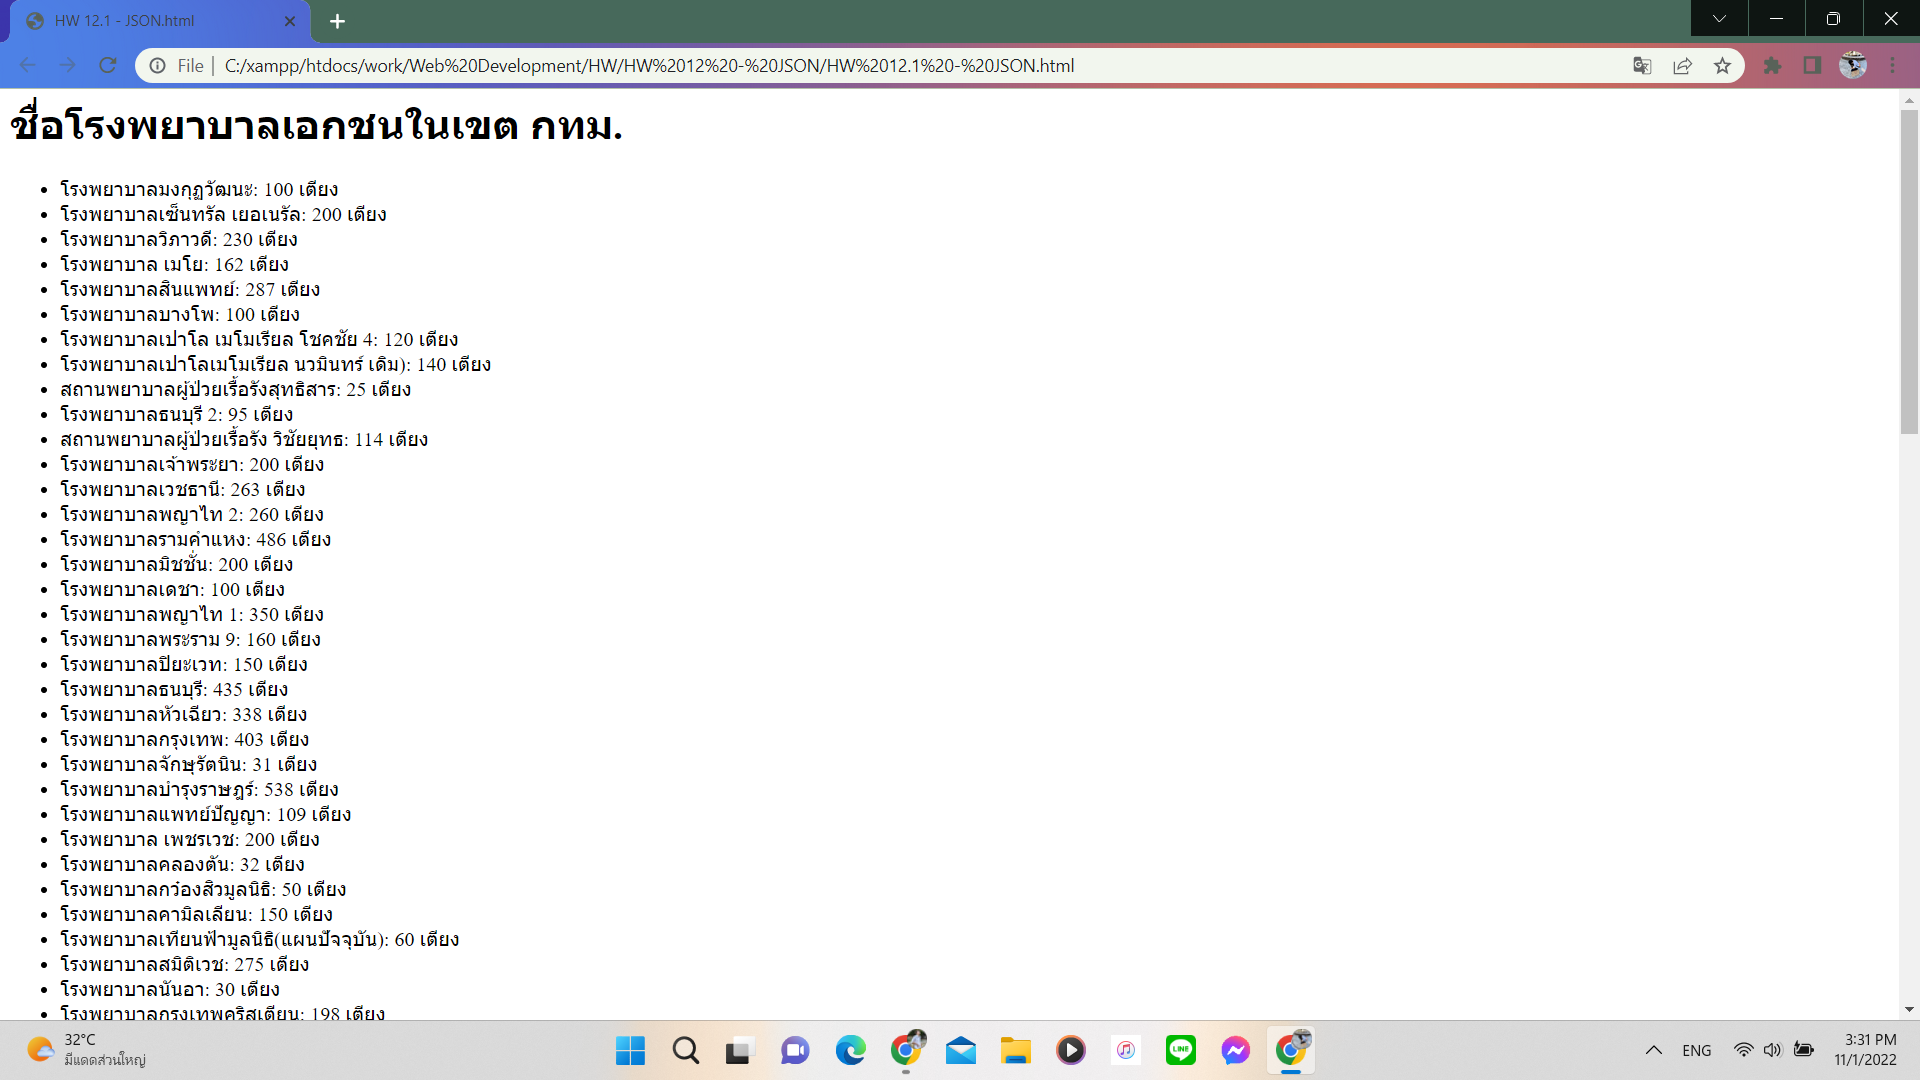 HW 12.1 - JSON.html
File
C:/xampp/htdocs/work/Web%20Development/HW/HW%2012%20-%20JSON/HW%2012.1%20-%20JSON.html
ชื่อโรงพยาบาลเอกชนในเขต กทม.
โรงพยาบาลมงกุฏวัฒนะ: 100 เตียง
โรงพยาบาลเซ็นทรัล เยอเนรัล: 200 เตียง
โรงพยาบาลวิภาวดี: 230 เตียง
โรงพยาบาล เมโย: 162 เตียง
โรงพยาบาลสินแพทย์: 287 เตียง
โรงพยาบาลบางโพ: 100 เตียง
โรงพยาบาลเปาโล เมโมเรียล โชคชัย 4: 120 เตียง
โรงพยาบาลเปาโลเมโมเรียล นวมินทร์ เดิม): 140 เตียง
สถานพยาบาลผู้ป่วยเรื้อรังสุทธิสาร: 25 เตียง
โรงพยาบาลธนบุรี 2: 95 เตียง
สถานพยาบาลผู้ป่วยเรื้อรัง วิชัยยุทธ: 114 เตียง
โรงพยาบาลเจ้าพระยา: 200 เตียง
โรงพยาบาลเวชธานี: 263 เตียง
โรงพยาบาลพญาไท 2: 260 เตียง
โรงพยาบาลรามคำแหง: 486 เตียง
โรงพยาบาลมิชชั่น: 200 เตียง
โรงพยาบาลเดชา: 100 เตียง
โรงพยาบาลพญาไท 1: 350 เตียง
โรงพยาบาลพระราม 9: 160 เตียง
โรงพยาบาลปิยะเวท: 150 เตียง
โรงพยาบาลธนบุรี: 435 เตียง
โรงพยาบาลหัวเฉียว: 338 เตียง
โรงพยาบาลกรุงเทพ: 403 เตียง
โรงพยาบาลจักษุรัตนิน: 31 เตียง
โรงพยาบาลบำรุงราษฎร์: 538 เตียง
โรงพยาบาลแพทย์ปัญญา: 109 เตียง
โรงพยาบาล เพชรเวช: 200 เตียง
โรงพยาบาลคลองตัน: 32 เตียง
โรงพยาบาลกว๋องสิวมูลนิธิ: 50 เตียง
โรงพยาบาลคามิลเลียน: 150 เตียง
โรงพยาบาลเทียนฟ้ามูลนิธิ(แผนปัจจุบัน): 60 เตียง
โรงพยาบาลสมิติเวช: 275 เตียง
โรงพยาบาลนันอา: 30 เตียง
โรงพยาบาลกรุงเทพคริสเตียน: 198 เตียง
32°C
มีแดดส่วนใหญ่
LINE
ENG
3:31 PM
11/1/2022